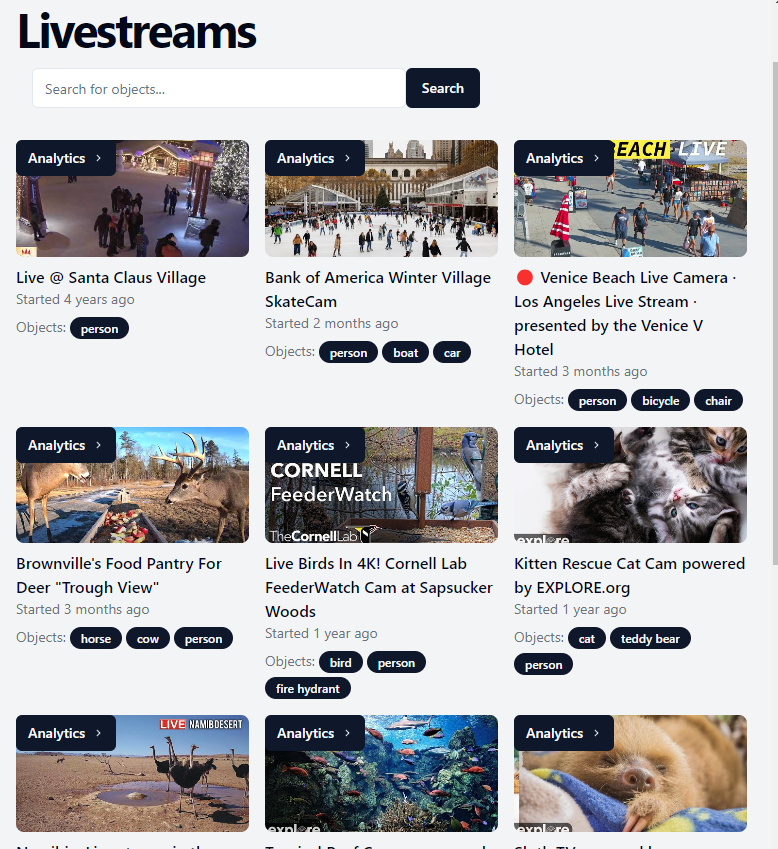 Livestreams
Search for objects...
Search
Analytics
Analytics
Analytics
BEACH LIVE
Live @ Santa Claus Village
Started 4 years ago
Objects: person
Bank of America Winter Village
SkateCam
Started 2 months ago
Objects: person boat car
🔴 Venice Beach Live Camera ·
Los Angeles Live Stream ·
presented by the Venice V
Hotel
Started 3 months ago
Objects: person bicycle chair
Analytics
Analytics
CORNELL
FeederWatch
TheCornellLab
Analytics
explore
Brownville's Food Pantry For
Deer "Trough View"
Started 3 months ago
Objects: horse cow person
Live Birds In 4K! Cornell Lab
FeederWatch Cam at Sapsucker
Woods
Started 1 year ago
Objects: bird person
fire hydrant
Kitten Rescue Cat Cam powered
by EXPLORE.org
Started 1 year ago
Objects: cat teddy bear
person
Analytics
LIVE NAMIBDESERT
Analytics
explore
Analytics
explore